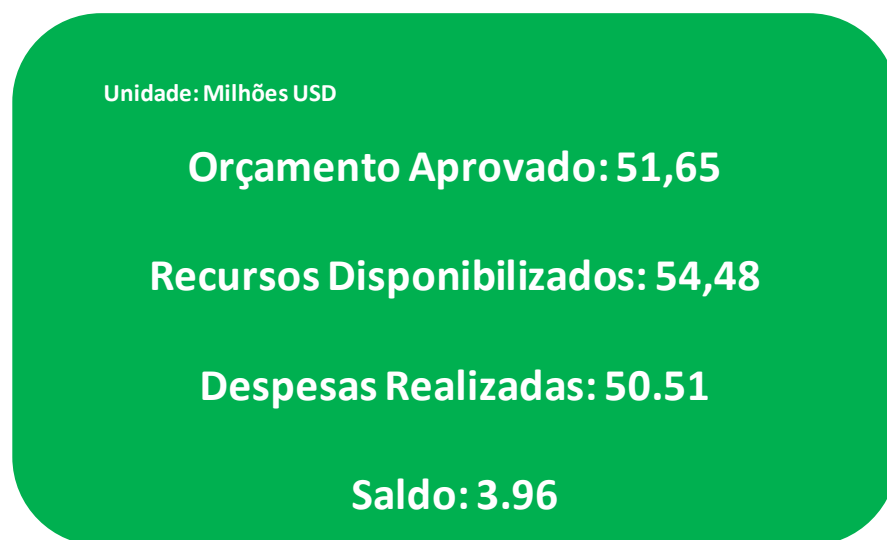 Unidade: Milhões USD
Orçamento Aprovado: 51,65
Recursos Disponibilizados: 54,48
Despesas Realizadas: 50.51
Saldo: 3.96